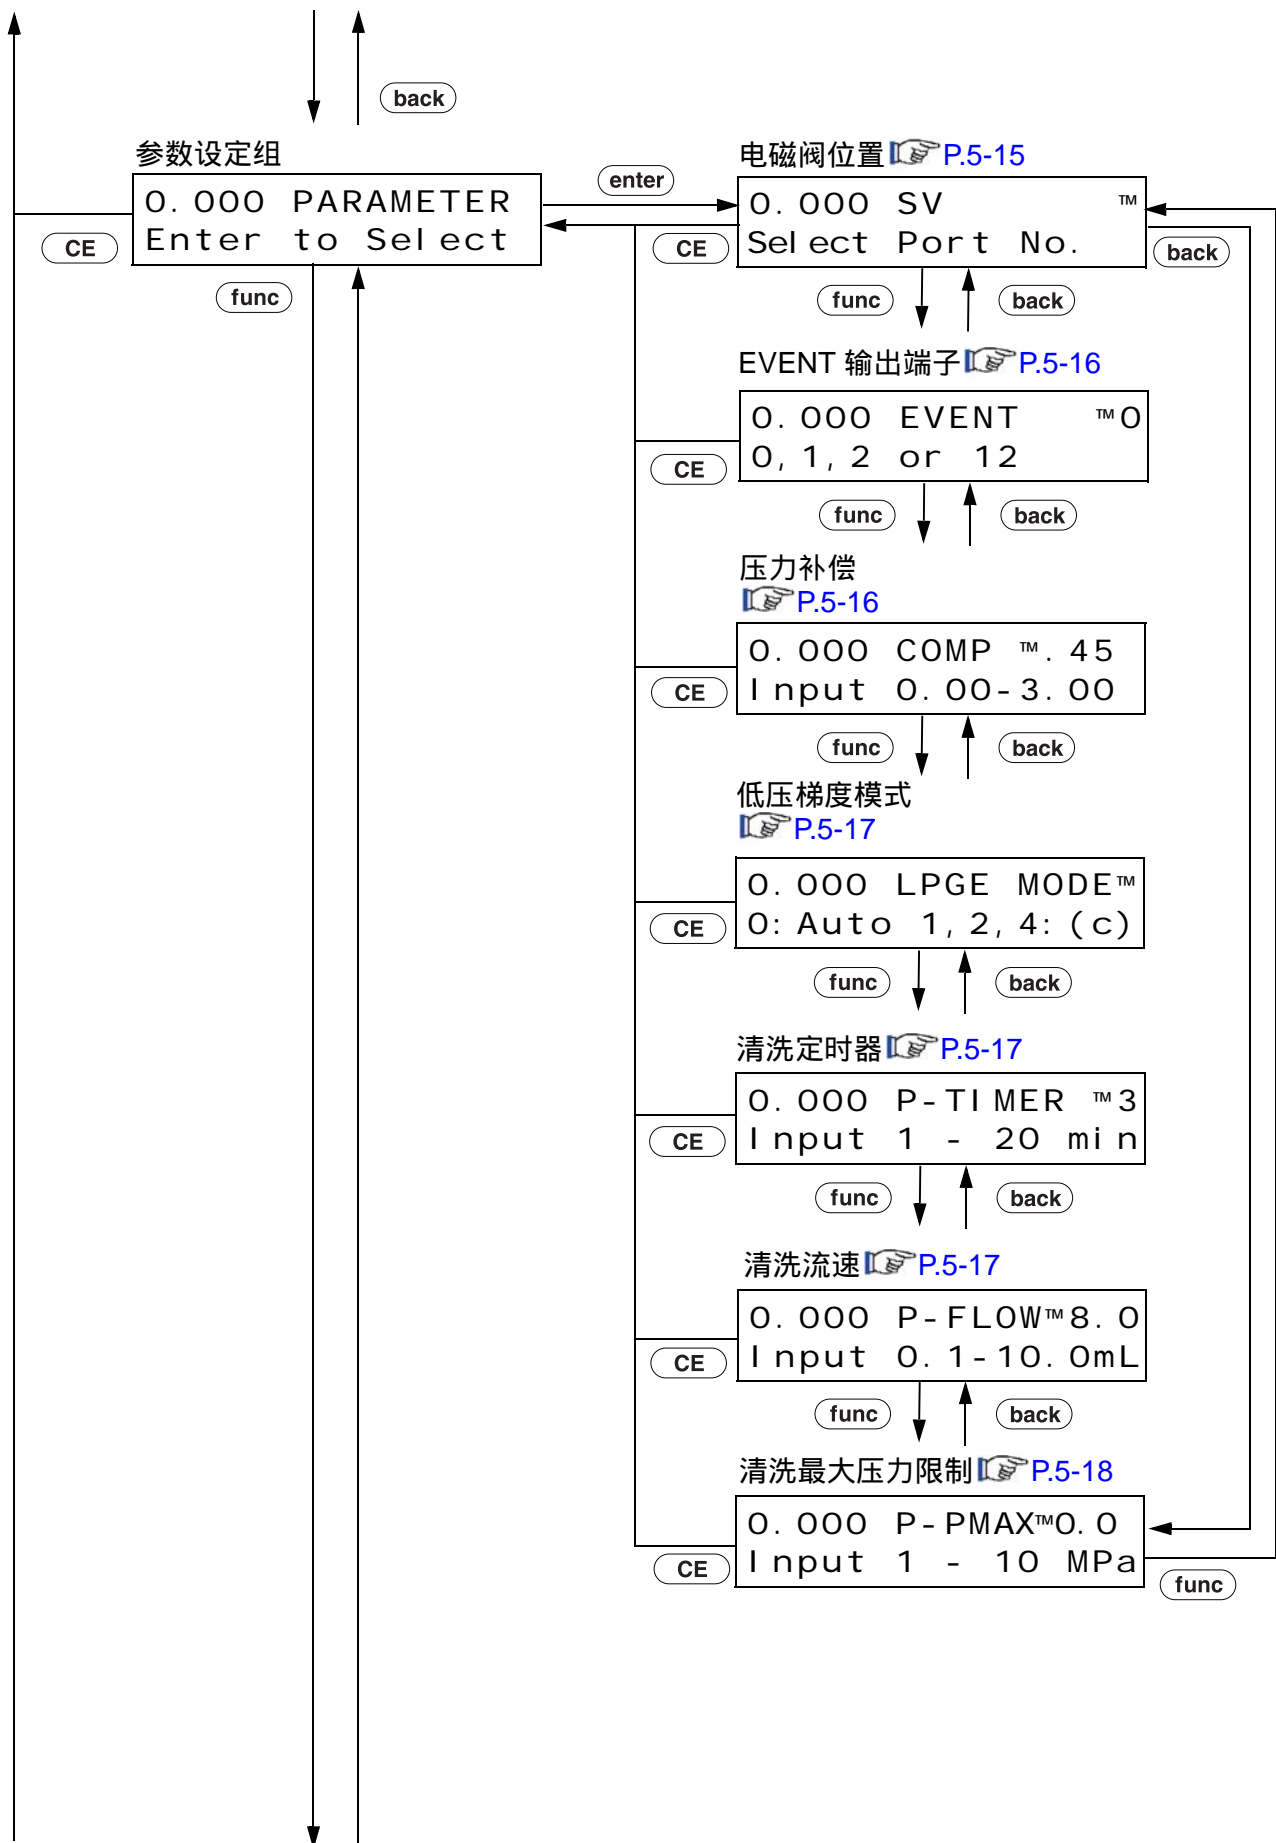 back
参数设定组
0.000 PARAMETER
Enter to Select
CE
func
enter
电磁阀位置 P.5-15
0.000 SV ™
Select Port No.
CE
back
func
back
EVENT 输出端子 P.5-16
0.000 EVENT ™0
0,1,2 or 12
CE
func
back
压力补偿
P.5-16
0.000 COMP ™.45
Input 0.00-3.00
CE
func
back
低压梯度模式
P.5-17
0.000 LPGE MODE™
0:Auto 1,2,4:(c)
CE
func
back
清洗定时器 P.5-17
0.000 P-TIMER ™3
Input 1 - 20 min
CE
func
back
清洗流速 P.5-17
0.000 P-FLOW™8.0
Input 0.1-10.0mL
CE
func
back
清洗最大压力限制 P.5-18
0.000 P-PMAX™0.0
Input 1 - 10 MPa
CE
func